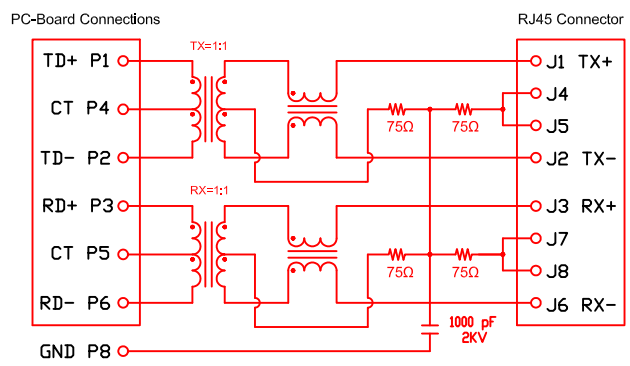 PC-Board Connections
RJ45 Connector
TX=1:1
TD+ P1
J1 TX+
J4
CT P4
75Ω 75Ω
J5
TD- P2
J2 TX-
RX=1:1
RD+ P3
J3 RX+
J7
CT P5
75Ω 75Ω
J8
RD- P6
J6 RX-
1000 pF
2KV
GND P8